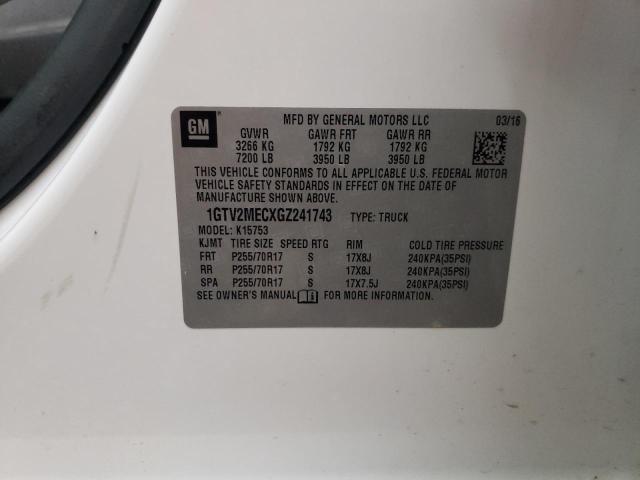 GM MFD BY GENERAL MOTORS LLC 03/16
GVWR GAWR FRT GAWR RR
3266 KG 1792 KG 1792 KG
7200 LB 3950 LB 3950 LB
THIS VEHICLE CONFORMS TO ALL APPLICABLE U.S. FEDERAL MOTOR
VEHICLE SAFETY STANDARDS IN EFFECT ON THE DATE OF
MANUFACTURE SHOWN ABOVE.
1GTV2MECXGZ241743 TYPE: TRUCK
MODEL: K15753
KJMT TIRE SIZE SPEED RTG RIM COLD TIRE PRESSURE
FRT P255/70R17 S 17X8J 240KPA(35PSI)
RR P255/70R17 S 17X8J 240KPA(35PSI)
SPA P255/70R17 S 17X7.5J 240KPA(35PSI)
SEE OWNER'S MANUAL FOR MORE INFORMATION.